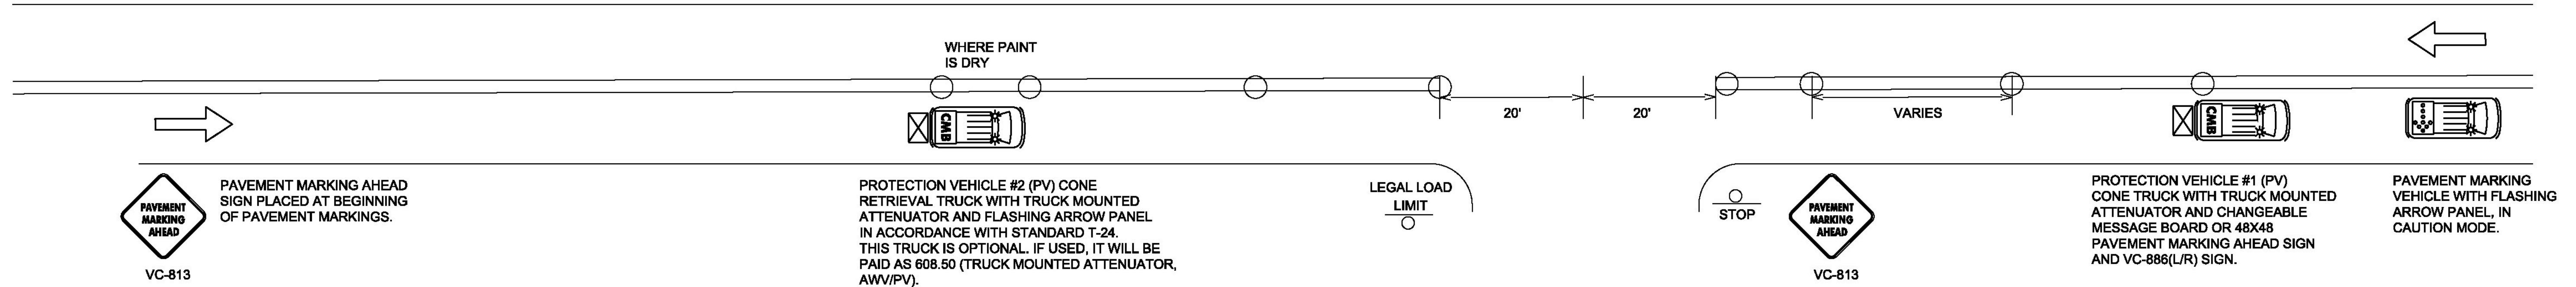 WHERE PAINT
IS DRY
CMB
20'
20'
VARIES
CMB
PAVEMENT
MARKING
AHEAD
VC-813
PAVEMENT MARKING AHEAD
SIGN PLACED AT BEGINNING
OF PAVEMENT MARKINGS.
PROTECTION VEHICLE #2 (PV) CONE
RETRIEVAL TRUCK WITH TRUCK MOUNTED
ATTENUATOR AND FLASHING ARROW PANEL
IN ACCORDANCE WITH STANDARD T-24.
THIS TRUCK IS OPTIONAL. IF USED, IT WILL BE
PAID AS 608.50 (TRUCK MOUNTED ATTENUATOR,
AWV/PV).
LEGAL LOAD
LIMIT
STOP
PAVEMENT
MARKING
AHEAD
VC-813
PROTECTION VEHICLE #1 (PV)
CONE TRUCK WITH TRUCK MOUNTED
ATTENUATOR AND CHANGEABLE
MESSAGE BOARD OR 48X48
PAVEMENT MARKING AHEAD SIGN
AND VC-886(L/R) SIGN.
PAVEMENT MARKING
VEHICLE WITH FLASHING
ARROW PANEL, IN
CAUTION MODE.